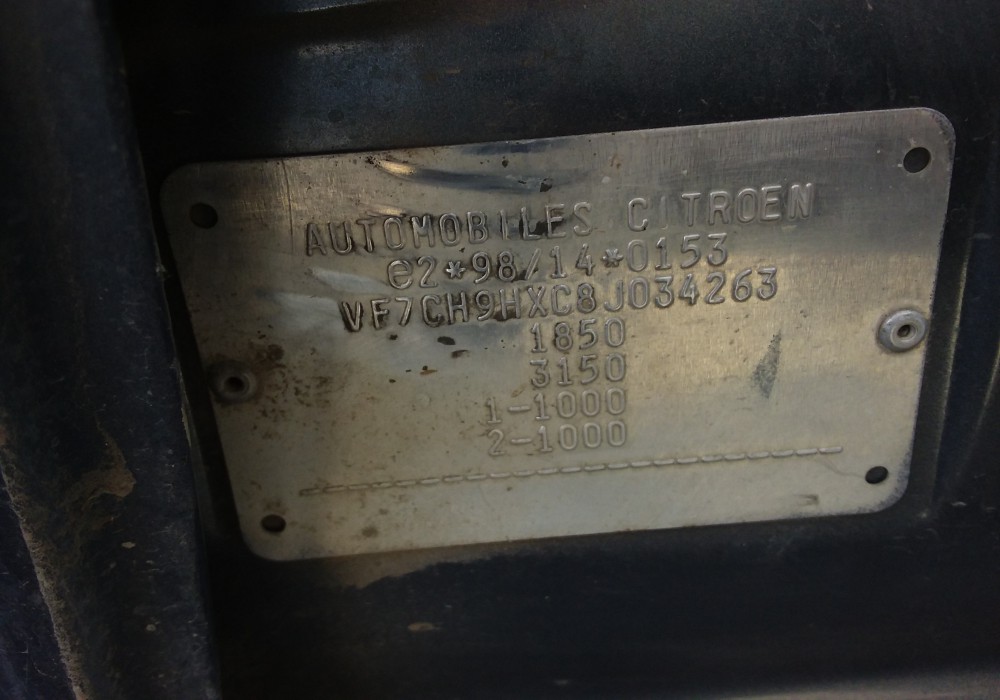 AUTOMOBILES CITROEN
e2*98/14*0153
VF7CH9HXC8J034263
1850
3150
1-1000
2-1000